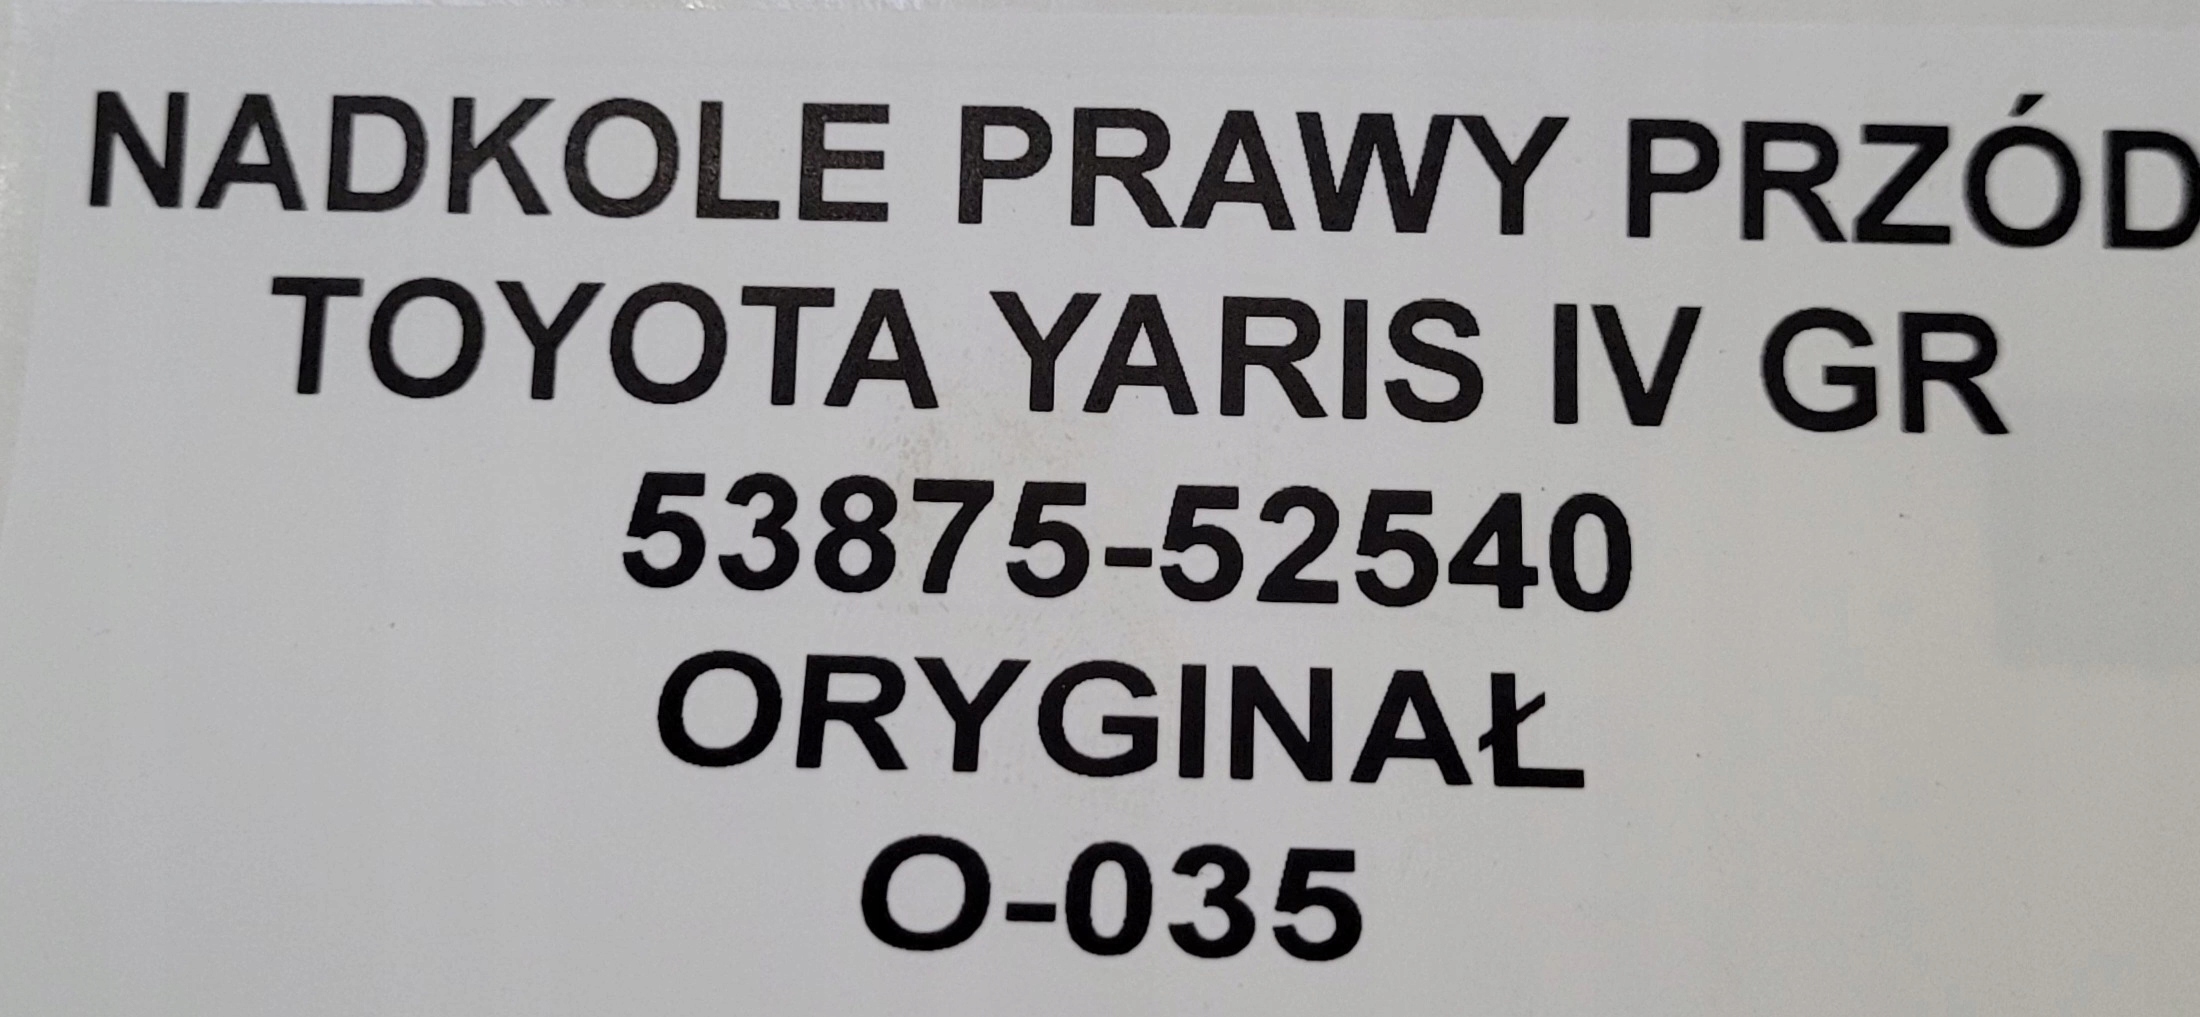 NADKOLE PRAWY PRZÓD
TOYOTA YARIS IV GR
53875-52540
ORYGINAŁ
O-035